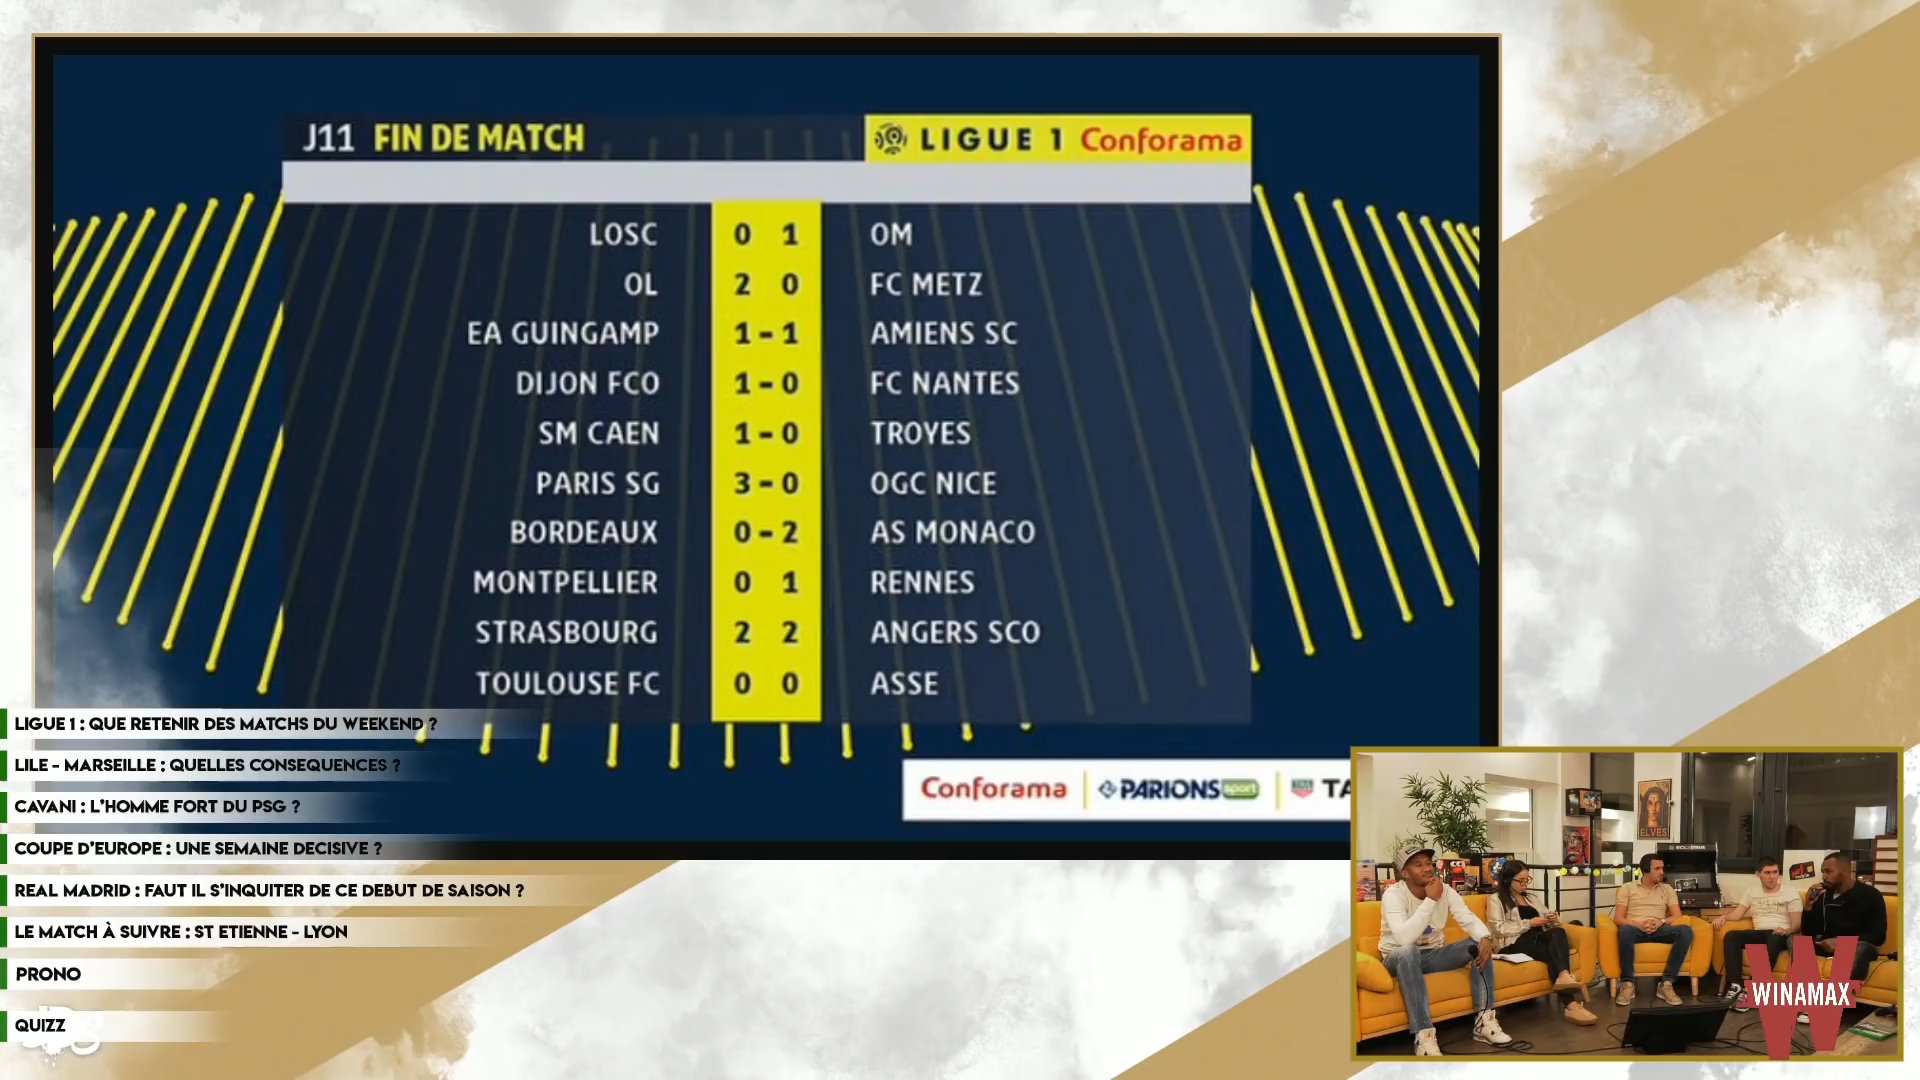 J11 FIN DE MATCH
LIGUE 1 Conforama
LOSC 0 1 OM
OL 2 0 FC METZ
EA GUINGAMP 1 - 1 AMIENS SC
DIJON FCO 1 - 0 FC NANTES
SM CAEN 1 - 0 TROYES
PARIS SG 3 - 0 OGC NICE
BORDEAUX 0 - 2 AS MONACO
MONTPELLIER 0 1 RENNES
STRASBOURG 2 2 ANGERS SCO
TOULOUSE FC 0 0 ASSE
Conforama PARIONS sport TA
LIGUE 1 : QUE RETENIR DES MATCHS DU WEEKEND ?
LILE - MARSEILLE : QUELLES CONSEQUENCES ?
CAVANI : L'HOMME FORT DU PSG ?
COUPE D'EUROPE : UNE SEMAINE DECISIVE ?
REAL MADRID : FAUT IL S'INQUITER DE CE DEBUT DE SAISON ?
LE MATCH À SUIVRE : ST ETIENNE - LYON
PRONO
QUIZZ
ELVES
W
WINAMAX